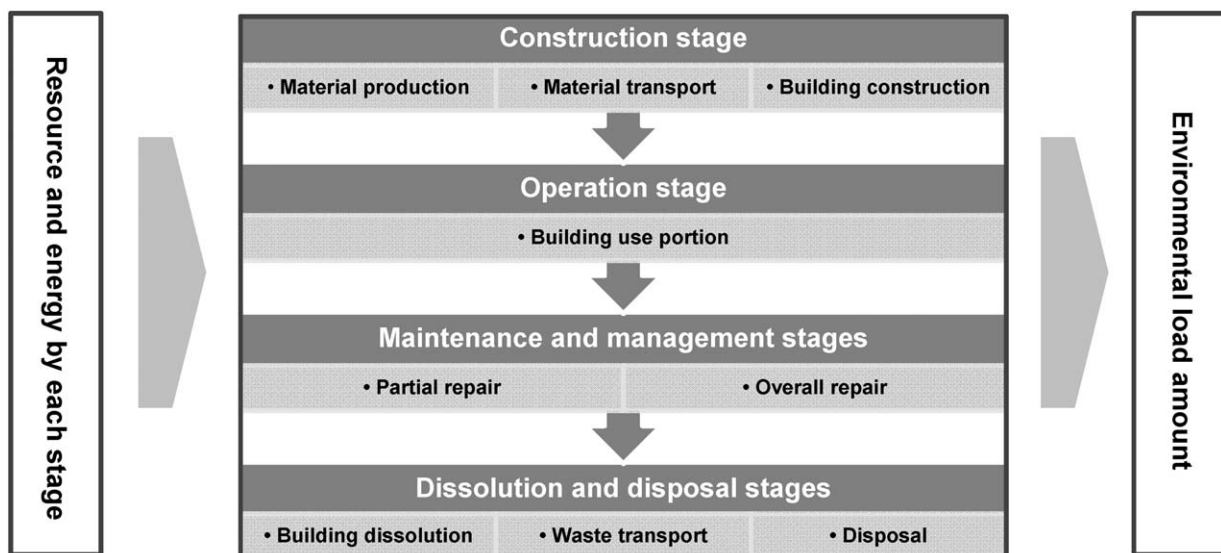 Resource and energy by each stage
Construction stage
• Material production
• Material transport
• Building construction
Operation stage
• Building use portion
Maintenance and management stages
• Partial repair
• Overall repair
Dissolution and disposal stages
• Building dissolution
• Waste transport
• Disposal
Environmental load amount